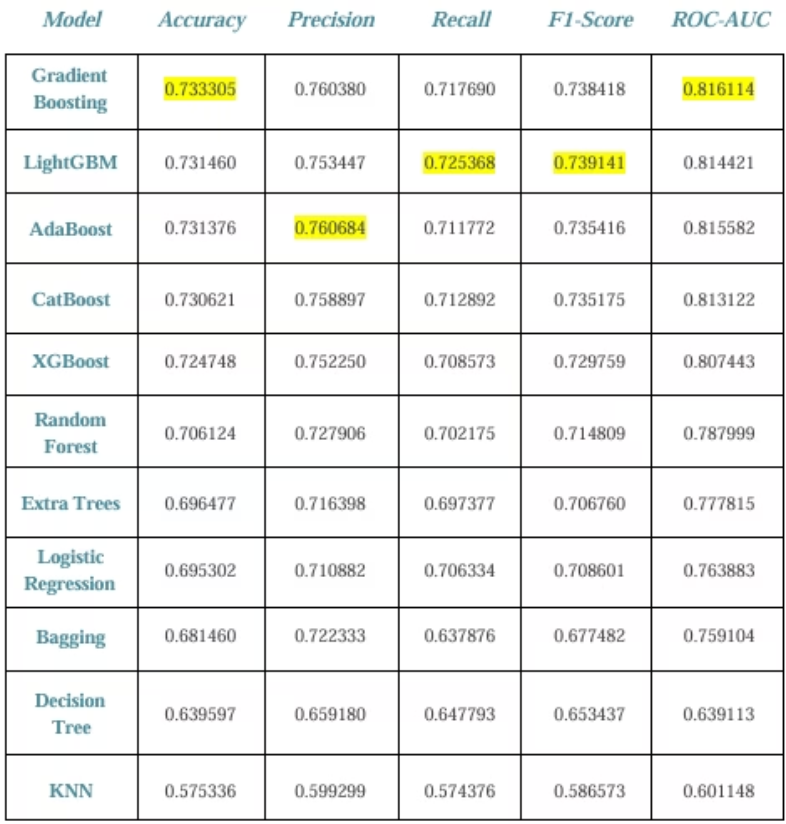 Model Accuracy Precision Recall F1-Score ROC-AUC
Gradient
Boosting 0.733305 0.760380 0.717690 0.738418 0.816114
LightGBM 0.731460 0.753447 0.725368 0.739141 0.814421
AdaBoost 0.731376 0.760684 0.711772 0.735416 0.815582
CatBoost 0.730621 0.758897 0.712892 0.735175 0.813122
XGBoost 0.724748 0.752250 0.708573 0.729759 0.807443
Random
Forest 0.706124 0.727906 0.702175 0.714809 0.787999
Extra Trees 0.696477 0.716398 0.697377 0.706760 0.777815
Logistic
Regression 0.695302 0.710882 0.706334 0.708601 0.763883
Bagging 0.681460 0.722333 0.637876 0.677482 0.759104
Decision
Tree 0.639597 0.659180 0.647793 0.653437 0.639113
KNN 0.575336 0.599299 0.574376 0.586573 0.601148